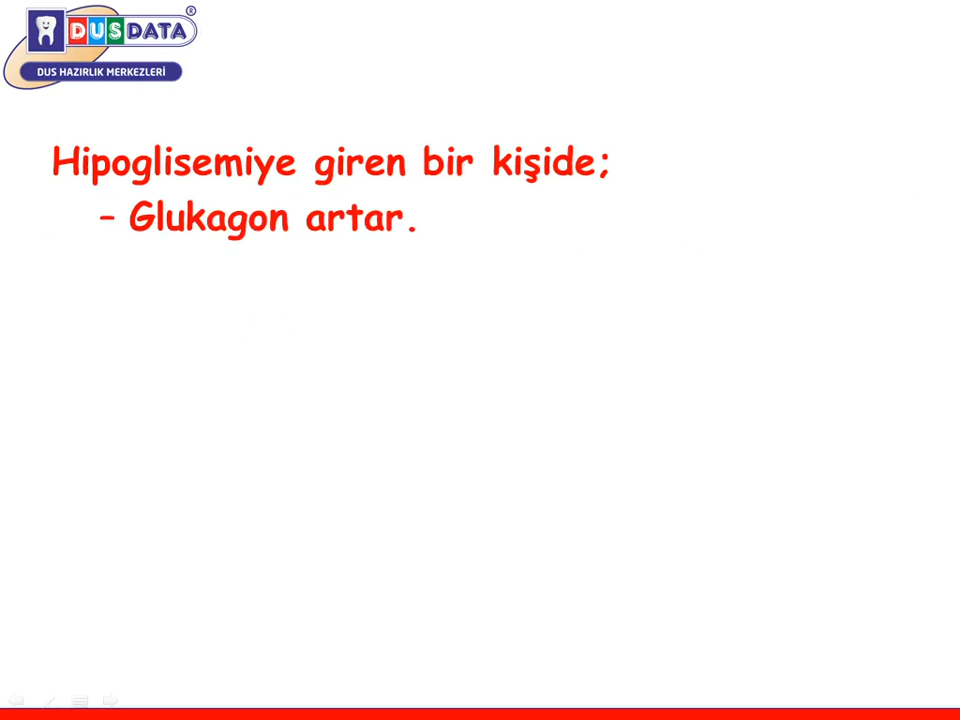 DUSDATA ®
DUS HAZIRLIK MERKEZLERİ
Hipoglisemiye giren bir kişide;
– Glukagon artar.